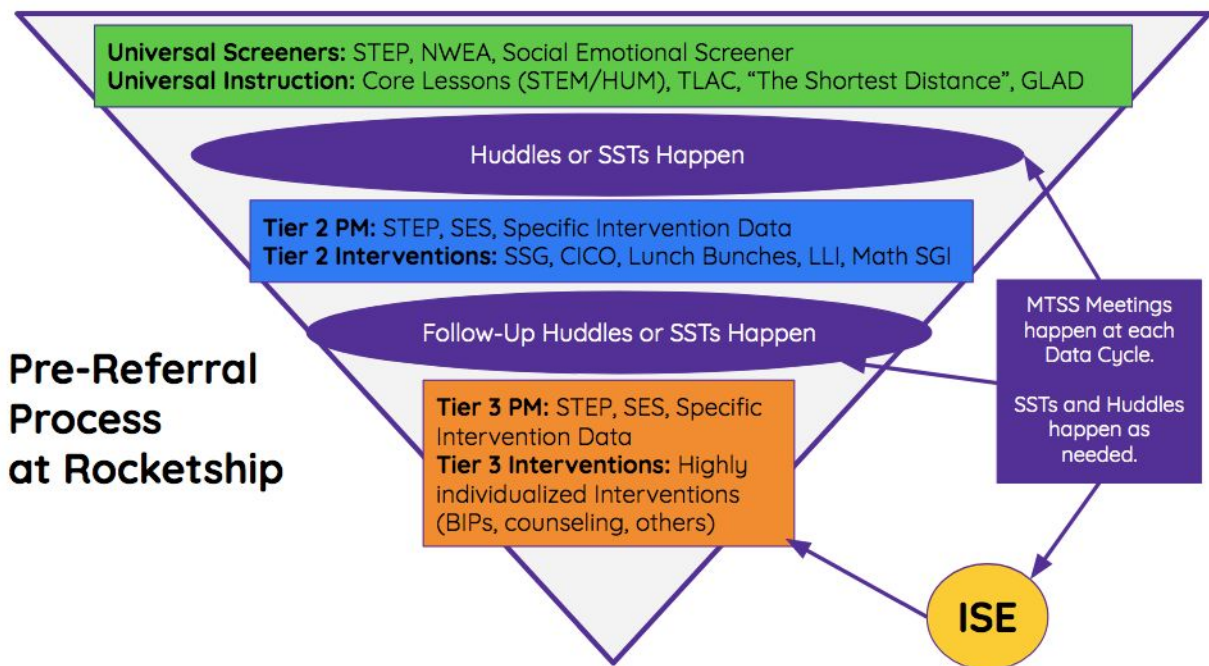 Universal Screeners: STEP, NWEA, Social Emotional Screener
Universal Instruction: Core Lessons (STEM/HUM), TLAC, “The Shortest Distance”, GLAD
Huddles or SSTs Happen
Tier 2 PM: STEP, SES, Specific Intervention Data
Tier 2 Interventions: SSG, CICO, Lunch Bunches, LLI, Math SGI
Follow-Up Huddles or SSTs Happen
MTSS Meetings
happen at each
Data Cycle.
SSTs and Huddles
happen as
needed.
Pre-Referral
Process
at Rocketship
Tier 3 PM: STEP, SES, Specific
Intervention Data
Tier 3 Interventions: Highly
individualized Interventions
(BIPs, counseling, others)
ISE